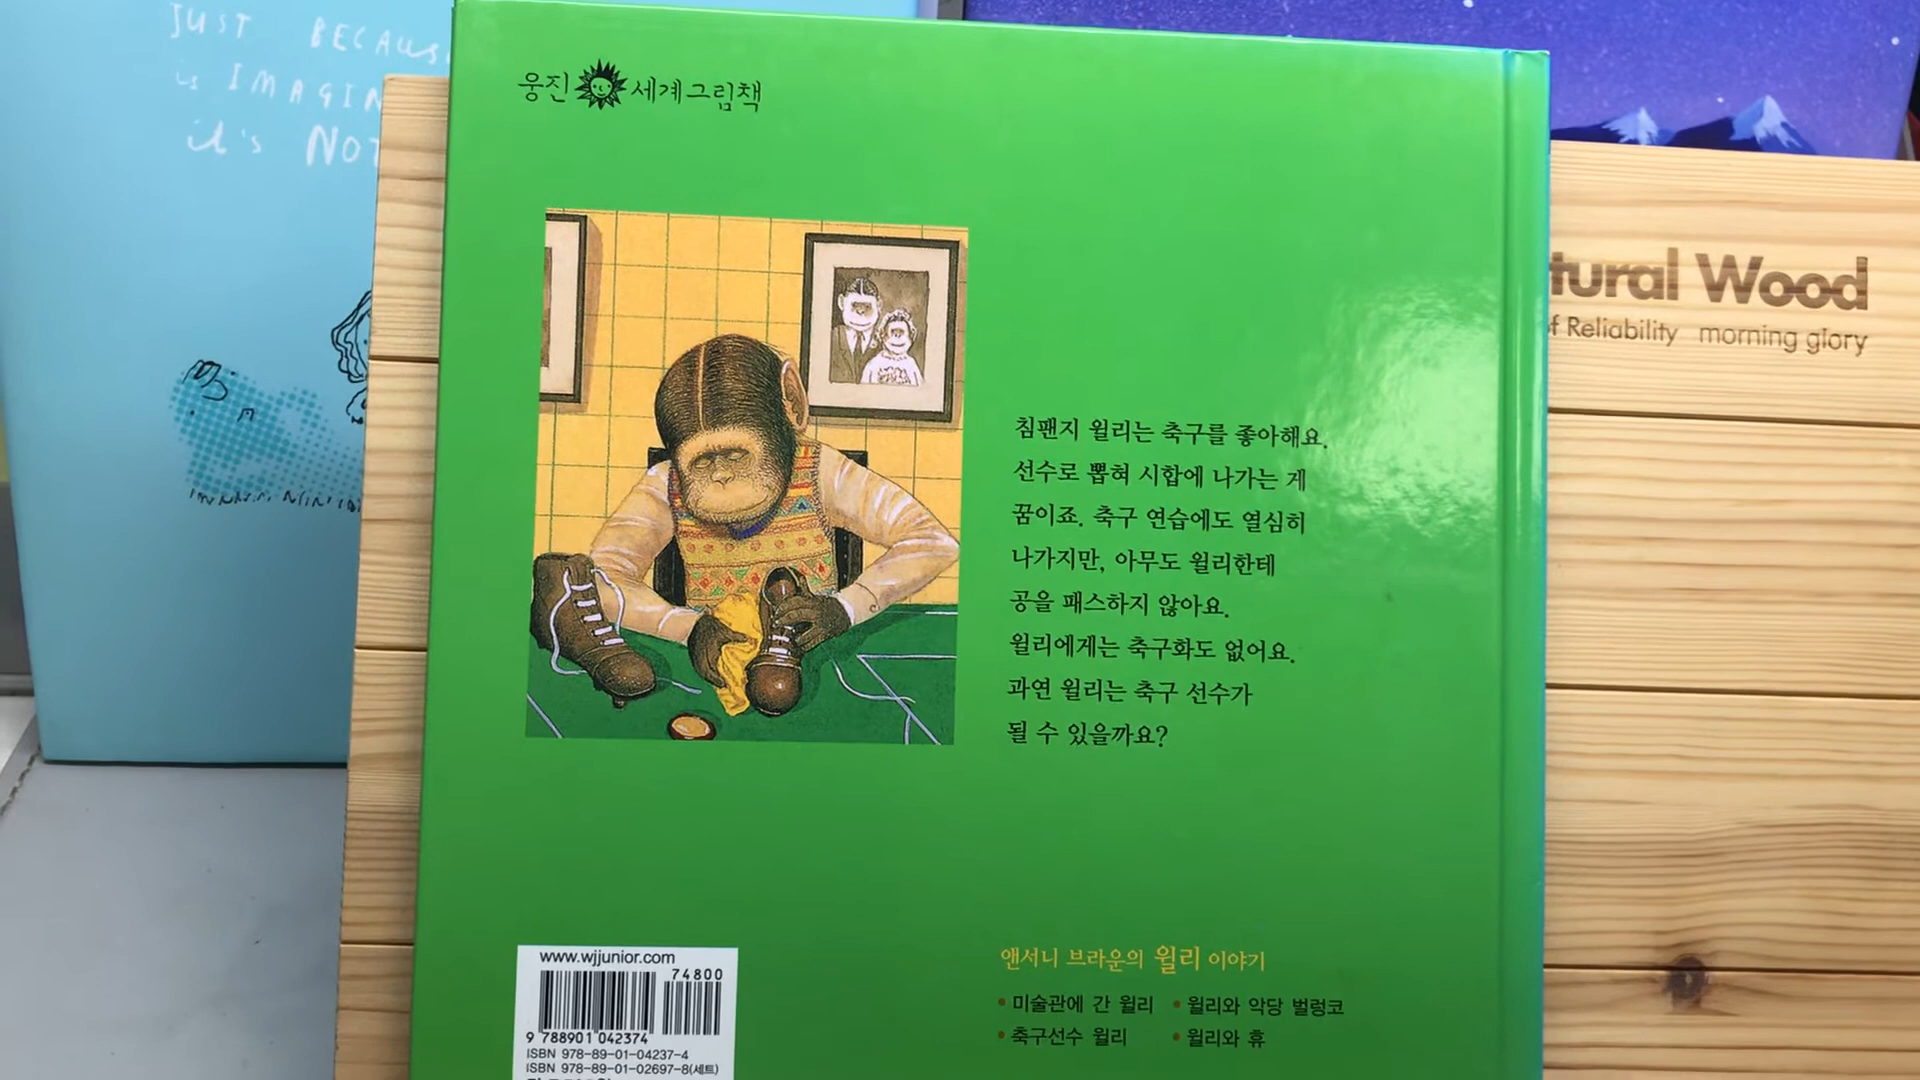 JUST BECAUS
is IMAGIN
it's NOT
웅진 세계그림책
tural Wood
of Reliability morning glory
침팬지 윌리는 축구를 좋아해요.
선수로 뽑혀 시합에 나가는 게
꿈이죠. 축구 연습에도 열심히
나가지만, 아무도 윌리한테
공을 패스하지 않아요.
윌리에게는 축구화도 없어요.
과연 윌리는 축구 선수가
될 수 있을까요?
앤서니 브라운의 윌리 이야기
• 미술관에 간 윌리 • 윌리와 악당 벌렁코
• 축구선수 윌리 • 윌리와 휴
www.wjjunior.com
74800
9 788901 042374
ISBN 978-89-01-04237-4
ISBN 978-89-01-02697-8(세트)